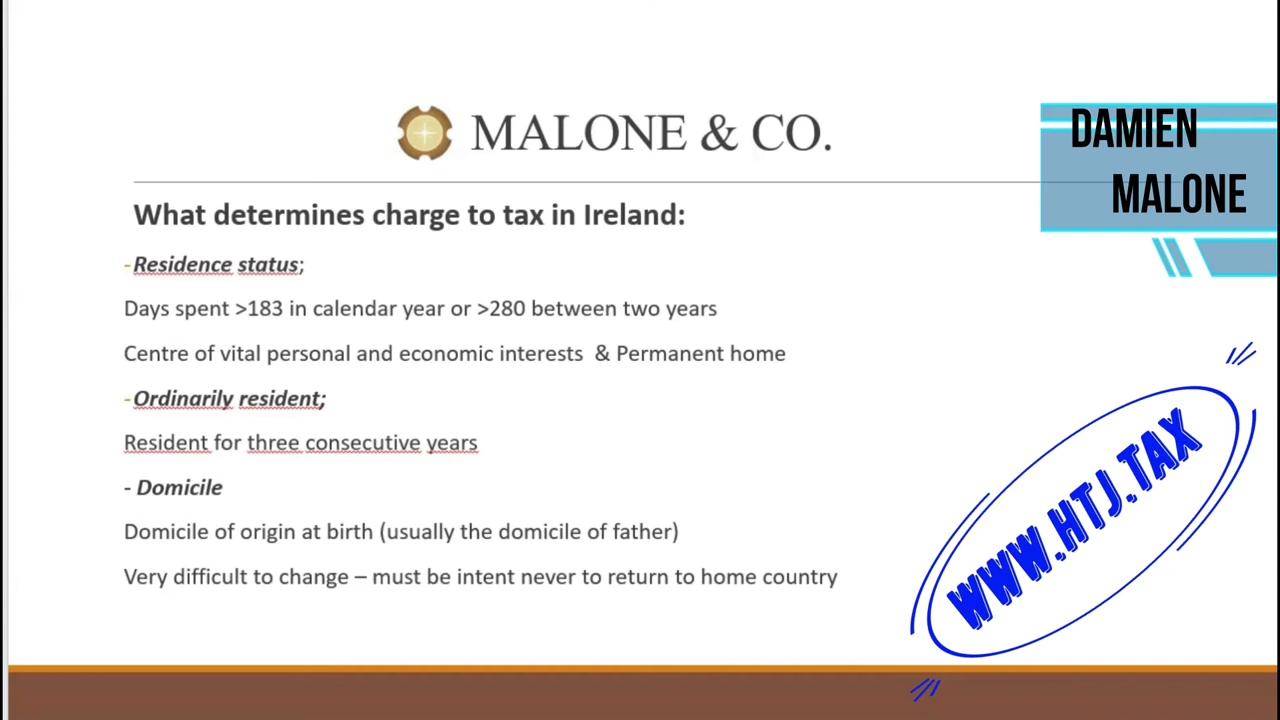 MALONE & CO.
DAMIEN
MALONE
What determines charge to tax in Ireland:
-Residence status;
Days spent >183 in calendar year or >280 between two years
Centre of vital personal and economic interests  & Permanent home
-Ordinarily resident;
Resident for three consecutive years
- Domicile
Domicile of origin at birth (usually the domicile of father)
Very difficult to change – must be intent never to return to home country
WWW.HTJ.TAX